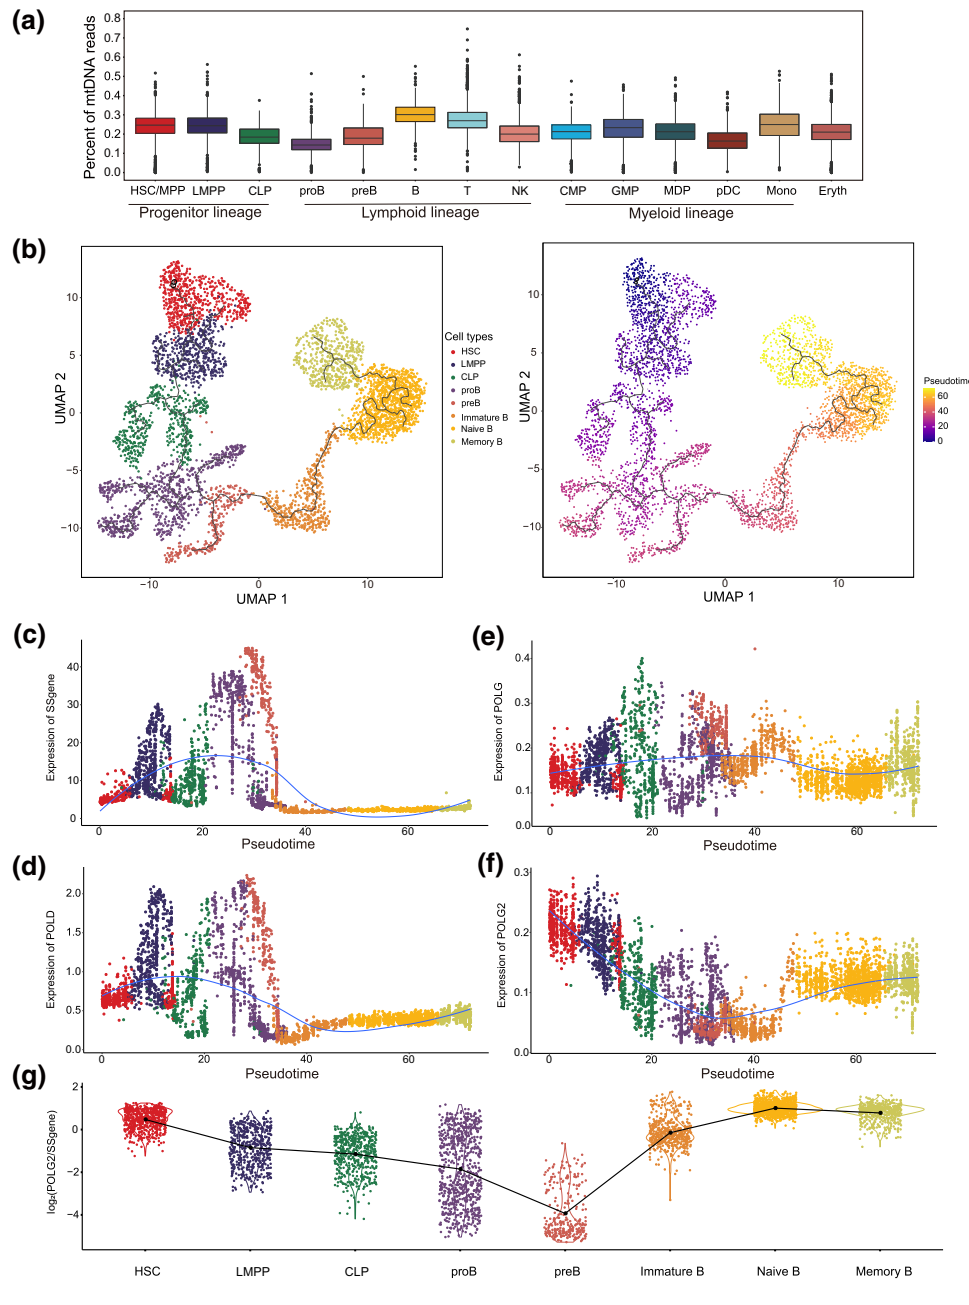 (a)
Percent of mtDNA reads
0.8
0.7
0.6
0.5
0.4
0.3
0.2
0.1
0.0
HSC/MPP LMPP CLP proB preB B T NK CMP GMP MDP pDC Mono Eryth
Progenitor lineage Lymphoid lineage Myeloid lineage
(b)
UMAP 2
10
5
0
−5
−10
−10 0 10
UMAP 1
Cell types
HSC
LMPP
CLP
proB
preB
Immature B
Naive B
Memory B
UMAP 2
10
5
0
−5
−10
−10 0 10
UMAP 1
Pseudotime
60
40
20
0
(c)
Expression of SSgene
40
30
20
10
0
0 20 40 60
Pseudotime
(e)
Expression of POLG
0.4
0.3
0.2
0.1
0.0
0 20 40 60
Pseudotime
(d)
Expression of POLD
2.0
1.5
1.0
0.5
0.0
0 20 40 60
Pseudotime
(f)
Expression of POLG2
0.3
0.2
0.1
0.0
0 20 40 60
Pseudotime
(g)
log₂(POLG2/SSgene)
2
0
−2
−4
HSC LMPP CLP proB preB Immature B Naive B Memory B